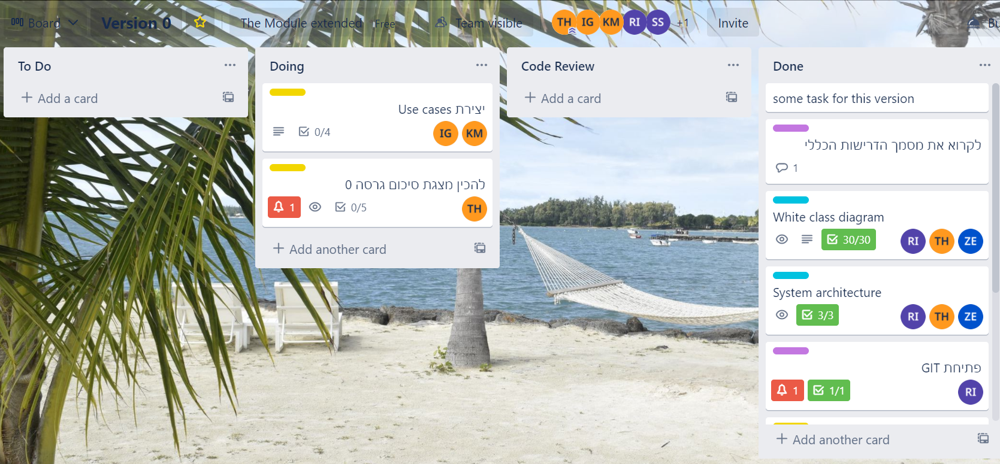 Board
Version 0
The Module extended
Free
Team visible
TH
IG
KM
RI
SS
+1
Invite
To Do
Add a card
Doing
יצירת Use cases
0/4
IG
KM
להכין מצגת סיכום גרסה 0
1
0/5
TH
Add another card
Code Review
Add a card
Done
some task for this version
לקרוא את מסמך הדרישות הכללי
1
White class diagram
30/30
RI
TH
ZE
System architecture
3/3
RI
TH
ZE
פתיחת GIT
1
1/1
RI
Add another card